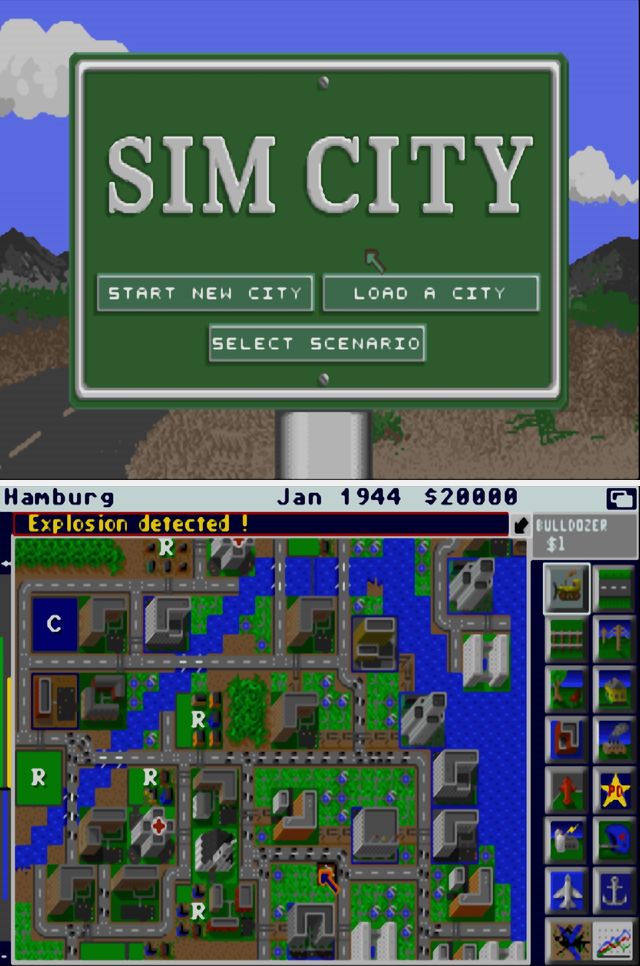 SIM CITY
START NEW CITY
LOAD A CITY
SELECT SCENARIO
Hamburg Jan 1944 $20000
Explosion detected !
BULLDOZER
$1
R
C
R
R
R
R
PD